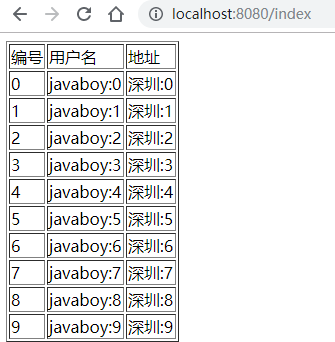 localhost:8080/index
编号 用户名 地址
0 javaboy:0 深圳:0
1 javaboy:1 深圳:1
2 javaboy:2 深圳:2
3 javaboy:3 深圳:3
4 javaboy:4 深圳:4
5 javaboy:5 深圳:5
6 javaboy:6 深圳:6
7 javaboy:7 深圳:7
8 javaboy:8 深圳:8
9 javaboy:9 深圳:9